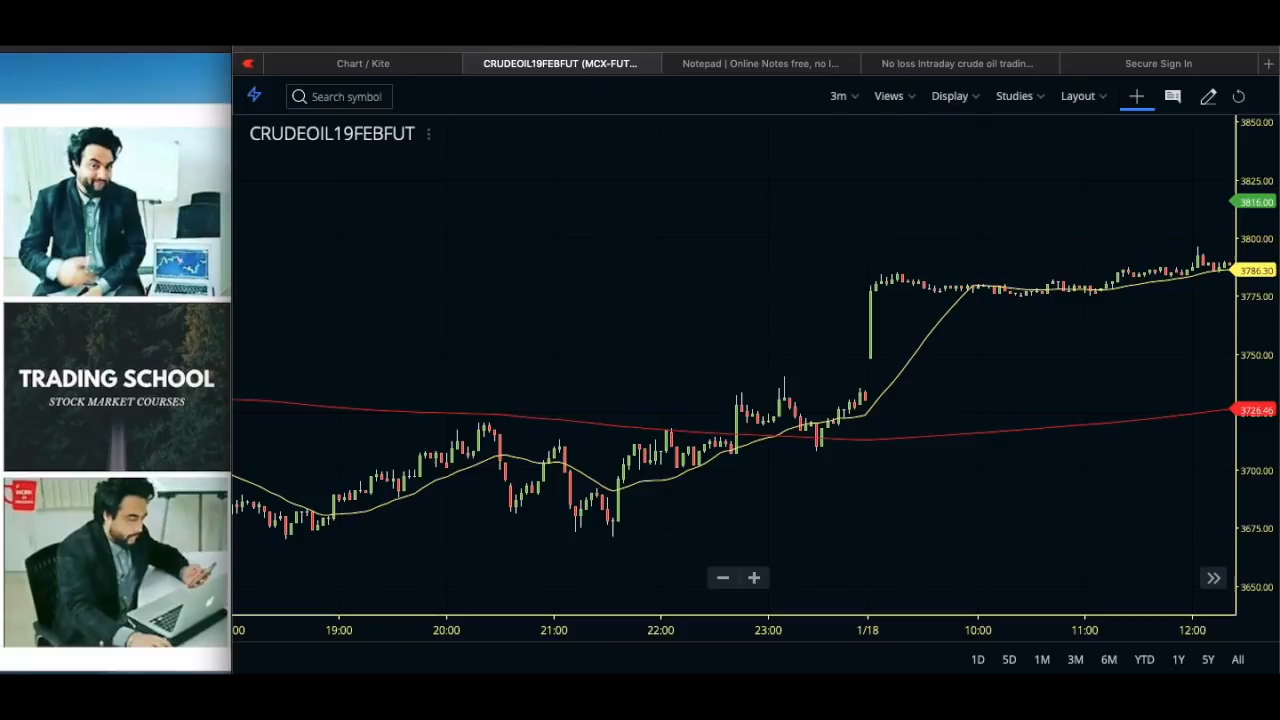 Chart / Kite
CRUDEOIL19FEBFUT (MCX-FUT...
Notepad | Online Notes free, no l...
No loss Intraday crude oil tradin...
Secure Sign In
Search symbol
3m
Views
Display
Studies
Layout
CRUDEOIL19FEBFUT
TRADING SCHOOL
STOCK MARKET COURSES
3850.00
3825.00
3816.00
3800.00
3786.30
3775.00
3750.00
3726.46
3700.00
3675.00
3650.00
:00 19:00 20:00 21:00 22:00 23:00 1/18 10:00 11:00 12:00
1D 5D 1M 3M 6M YTD 1Y 5Y All